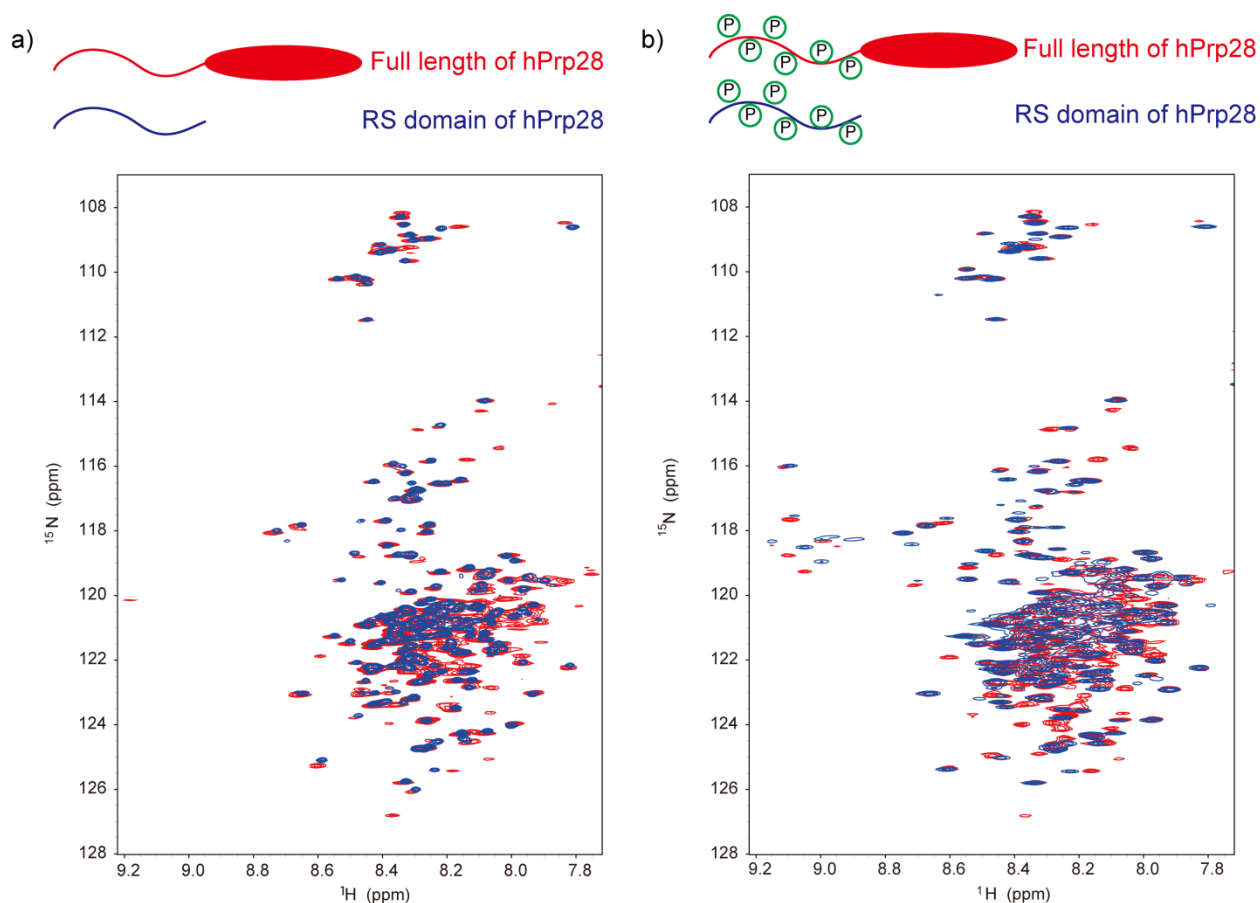 a)
Full length of hPrp28
RS domain of hPrp28
108
110
112
114
116
118
120
122
124
126
128
15N (ppm)
9.2 9.0 8.8 8.6 8.4 8.2 8.0 7.8
1H (ppm)
b)
P P P P P P P
Full length of hPrp28
P P P P P P P
RS domain of hPrp28
108
110
112
114
116
118
120
122
124
126
128
15N (ppm)
9.2 9.0 8.8 8.6 8.4 8.2 8.0 7.8
1H (ppm)